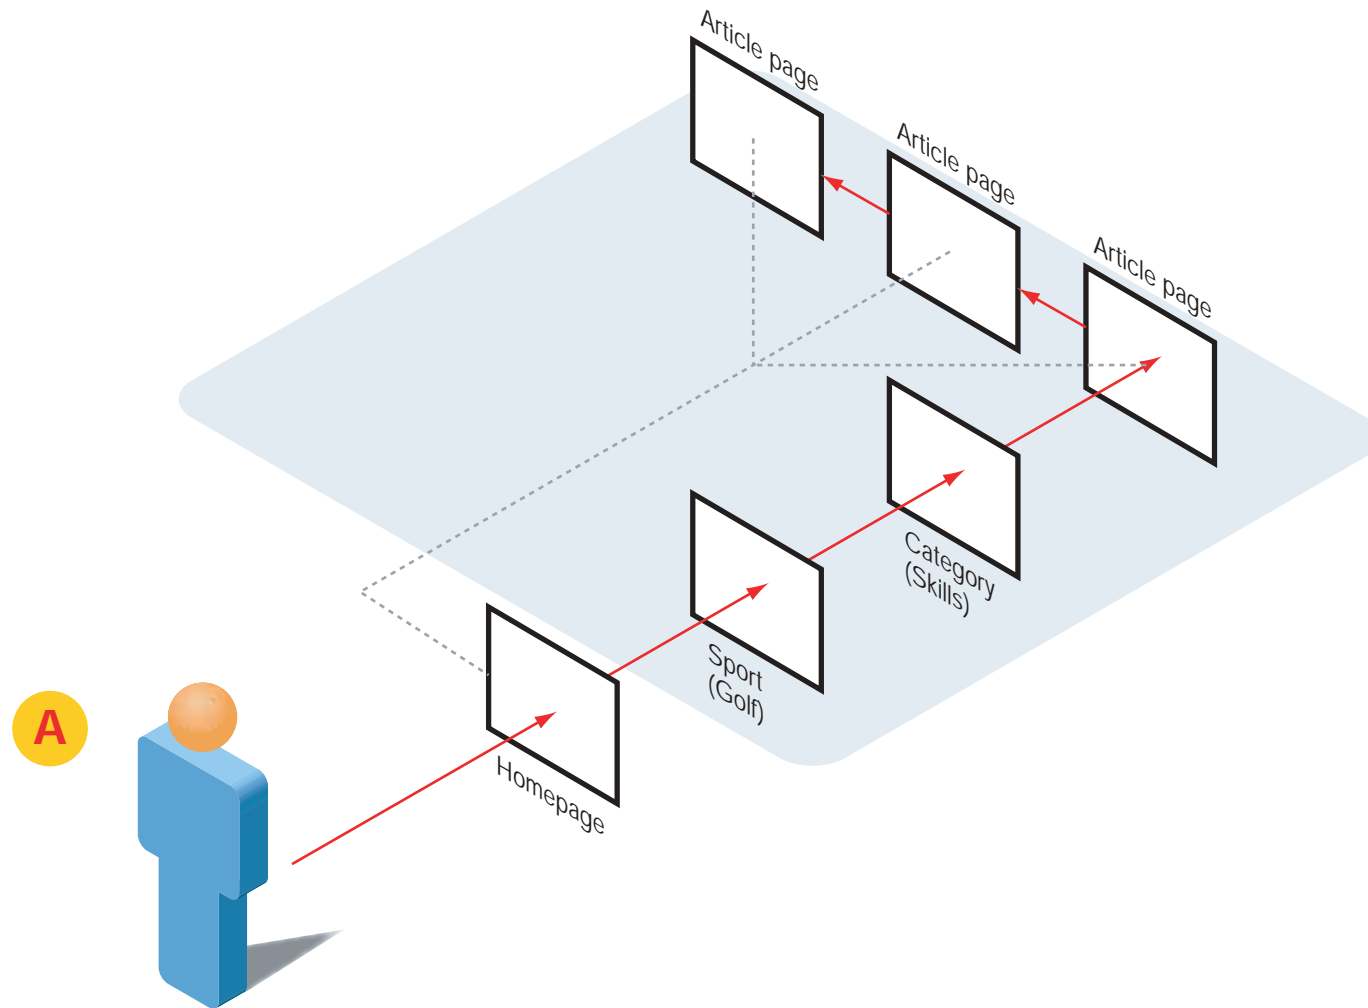 Article page
Article page
Article page
Category
(Skills)
Sport
(Golf)
A
Homepage